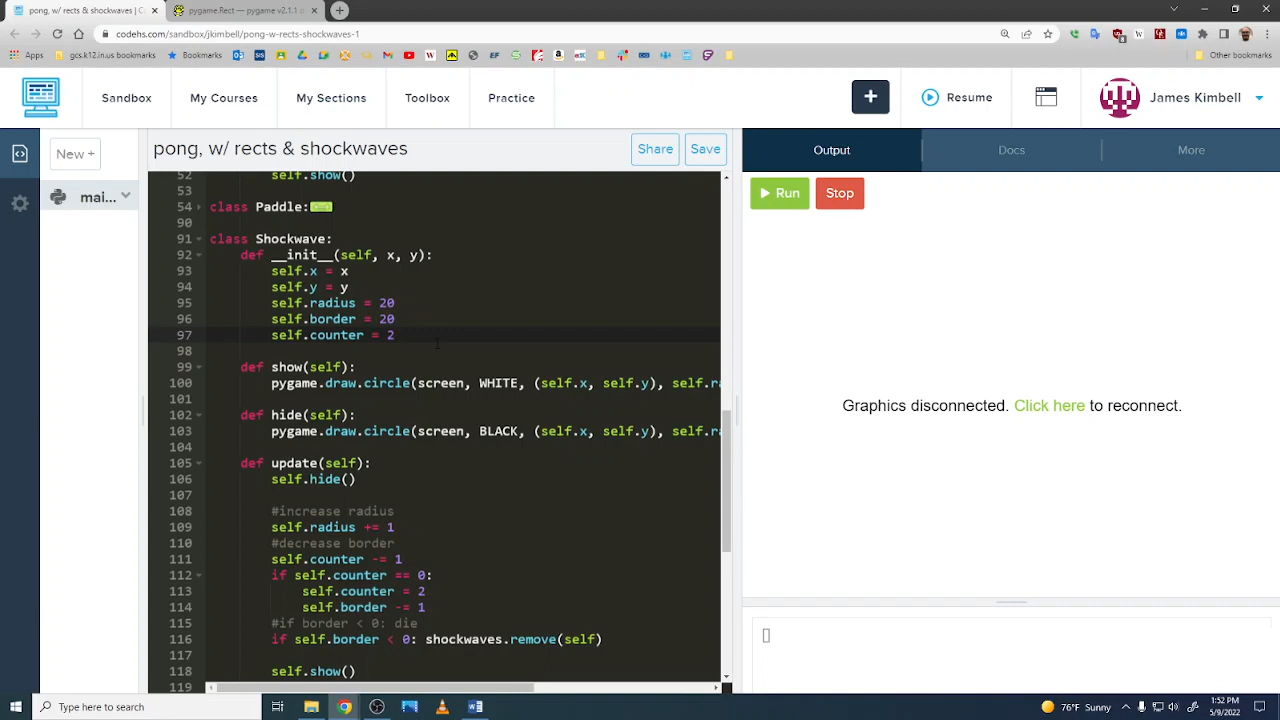 pong, w/ rects & shockwaves | C
pygame.Rect — pygame v2.1.1
codehs.com/sandbox/jkimbell/pong-w-rects-shockwaves-1
Apps
gsck12.in.us bookmarks
Bookmarks
Other bookmarks
Sandbox
My Courses
My Sections
Toolbox
Practice
+
Resume
James Kimbell
New +
pong, w/ rects & shockwaves
Share
Save
Output
Docs
More
mai...
Run
Stop
52 self.show()
53
54 class Paddle:
90
91 class Shockwave:
92 def __init__(self, x, y):
93 self.x = x
94 self.y = y
95 self.radius = 20
96 self.border = 20
97 self.counter = 2
98
99 def show(self):
100 pygame.draw.circle(screen, WHITE, (self.x, self.y), self.ra
101
102 def hide(self):
103 pygame.draw.circle(screen, BLACK, (self.x, self.y), self.ra
104
105 def update(self):
106 self.hide()
107
108 #increase radius
109 self.radius += 1
110 #decrease border
111 self.counter -= 1
112 if self.counter == 0:
113 self.counter = 2
114 self.border -= 1
115 #if border < 0: die
116 if self.border < 0: shockwaves.remove(self)
117
118 self.show()
119
Graphics disconnected. Click here to reconnect.
Type here to search
76°F Sunny
1:52 PM
5/9/2022